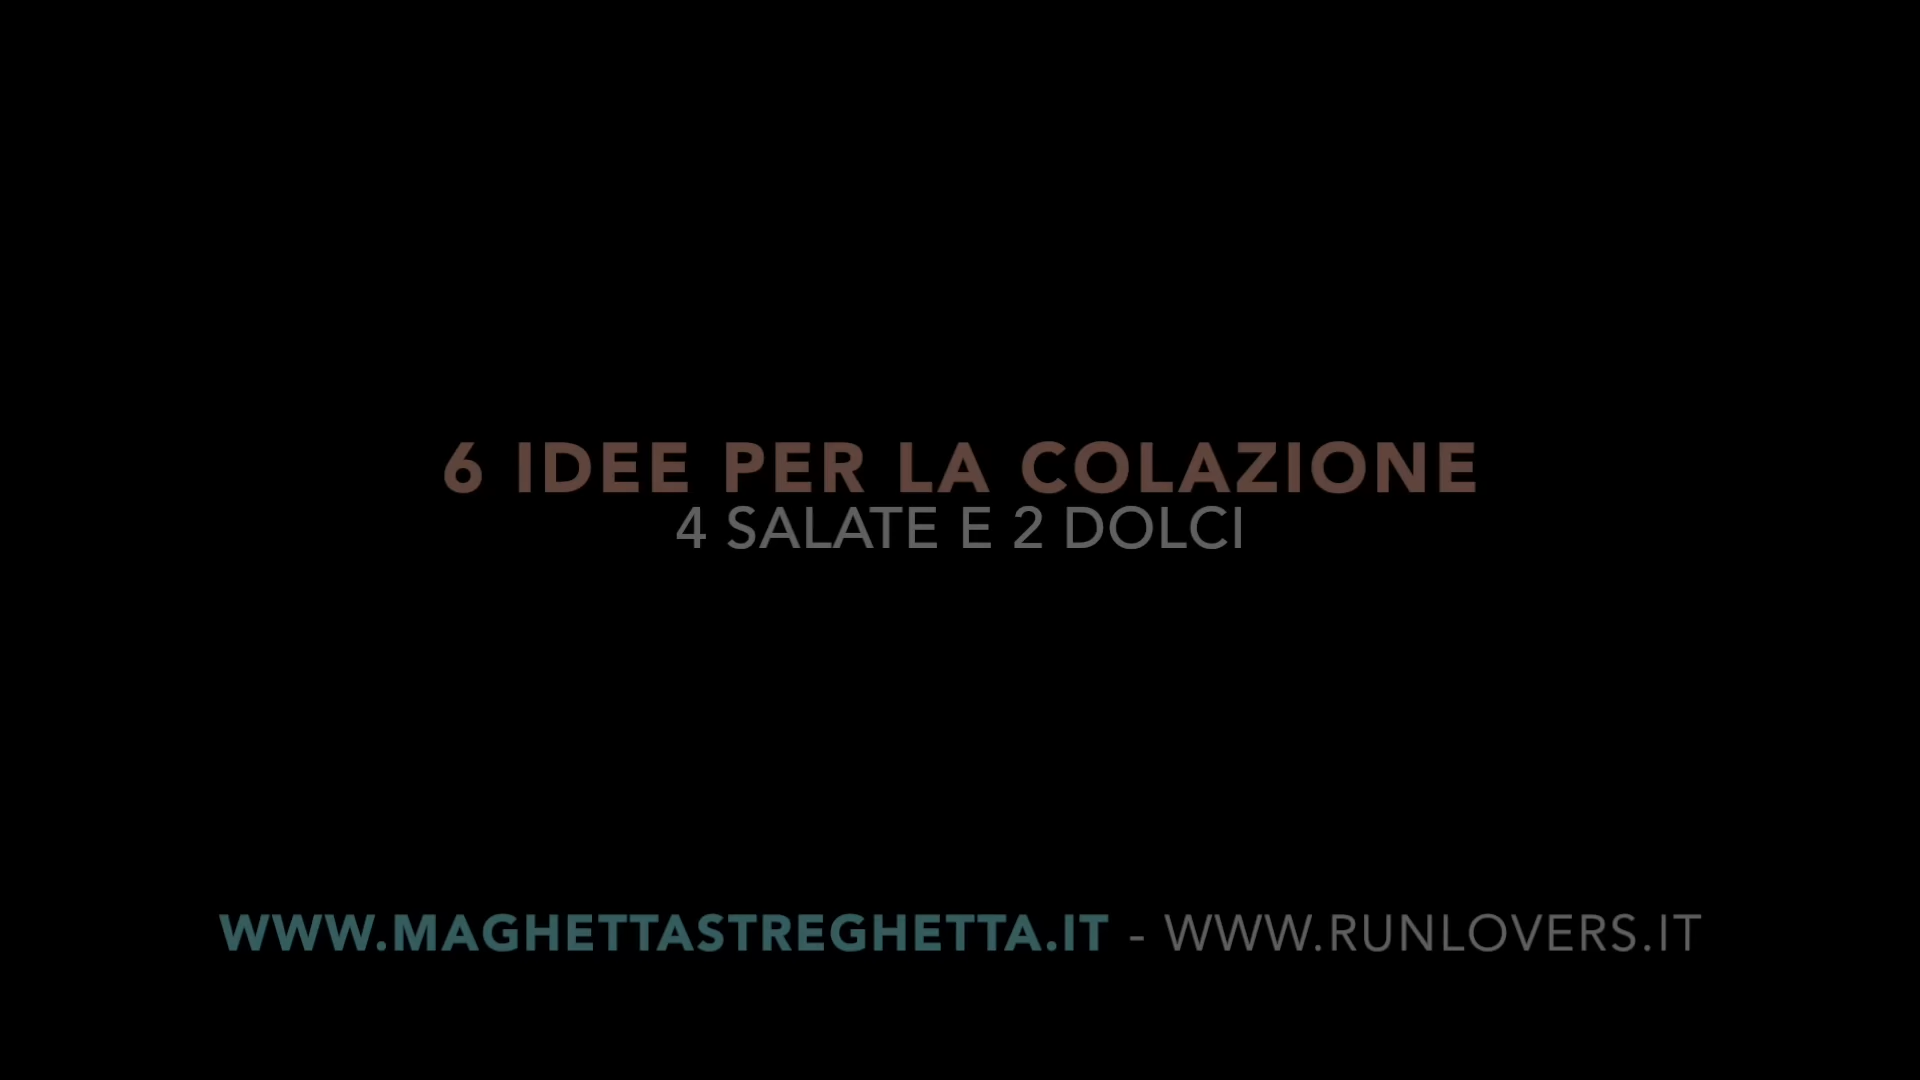 6 IDEE PER LA COLAZIONE
4 SALATE E 2 DOLCI
WWW.MAGHETTASTREGHETTA.IT - WWW.RUNLOVERS.IT